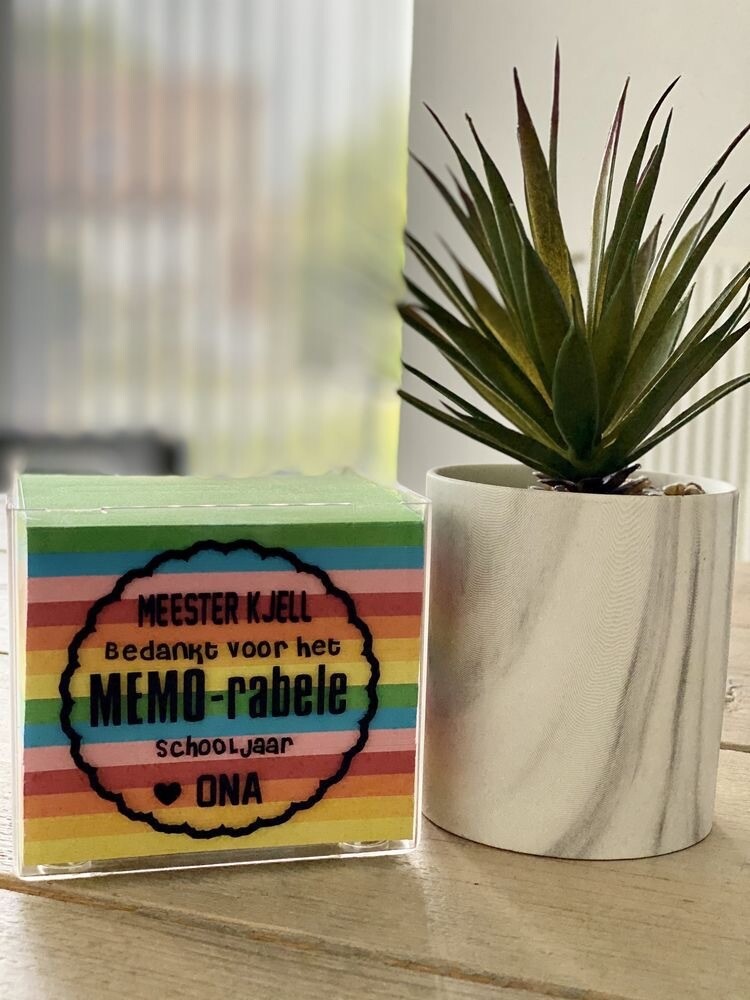 MEESTER KJELL
Bedankt voor het
MEMO-rabele
schooljaar
♥ ONA